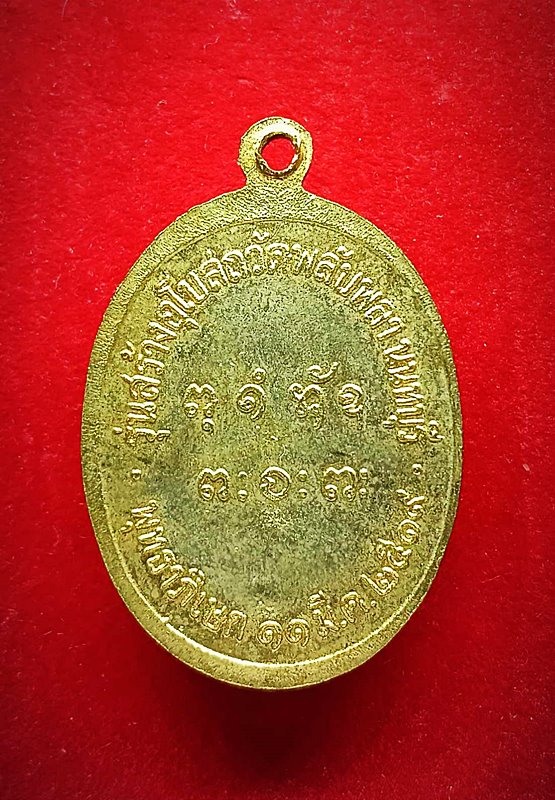 รุ่นสร้างอุโบสถวัดพลับพลา นนทบุรี
พุทธาภิเษก ๑๑ มี.ค. ๒๕๑๙